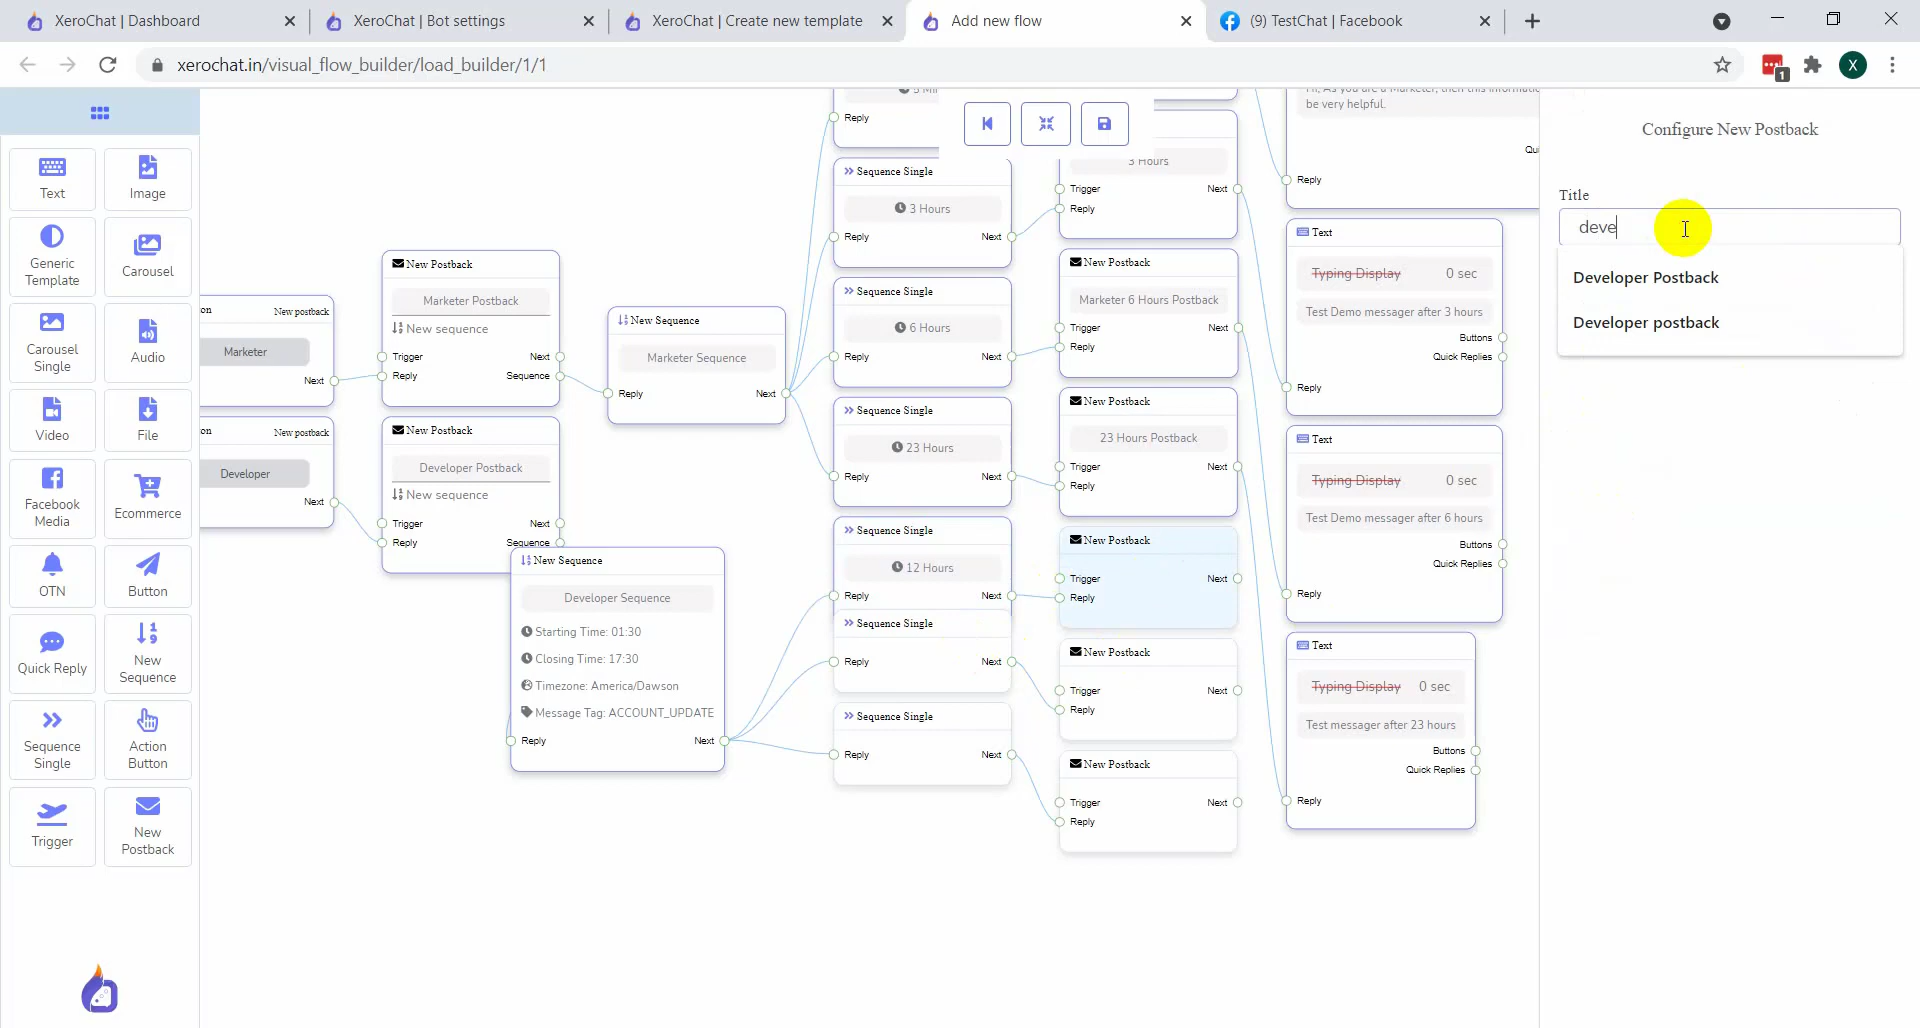 XeroChat | Dashboard
XeroChat | Bot settings
XeroChat | Create new template
Add new flow
(9) TestChat | Facebook
xerochat.in/visual_flow_builder/load_builder/1/1
1
X
Text
Image
Generic
Template
Carousel
Carousel
Single
Audio
Video
File
Facebook
Media
Ecommerce
OTN
Button
Quick Reply
New
Sequence
Sequence
Single
Action
Button
Trigger
New
Postback
New postback
Marketer
Next
New postback
Developer
Next
New Postback
Marketer Postback
New sequence
Trigger
Next
Reply
Sequence
New Postback
Developer Postback
New sequence
Trigger
Next
Reply
Sequence
New Sequence
Marketer Sequence
Reply
Next
New Sequence
Developer Sequence
Starting Time: 01:30
Closing Time: 17:30
Timezone: America/Dawson
Message Tag: ACCOUNT_UPDATE
Reply
Next
Reply
Sequence Single
3 Hours
Reply
Next
Sequence Single
6 Hours
Reply
Next
Sequence Single
23 Hours
Reply
Next
Sequence Single
12 Hours
Reply
Next
Sequence Single
Reply
Next
Sequence Single
Reply
Next
3 Hours
Trigger
Next
Reply
New Postback
Marketer 6 Hours Postback
Trigger
Next
Reply
New Postback
23 Hours Postback
Trigger
Next
Reply
New Postback
Trigger
Next
Reply
New Postback
Trigger
Next
Reply
New Postback
Trigger
Next
Reply
be very helpful.
Reply
Text
Typing Display 0 sec
Test Demo messager after 3 hours
Buttons
Quick Replies
Reply
Text
Typing Display 0 sec
Test Demo messager after 6 hours
Buttons
Quick Replies
Reply
Text
Typing Display 0 sec
Test messager after 23 hours
Buttons
Quick Replies
Reply
Configure New Postback
Title
deve
Developer Postback
Developer postback